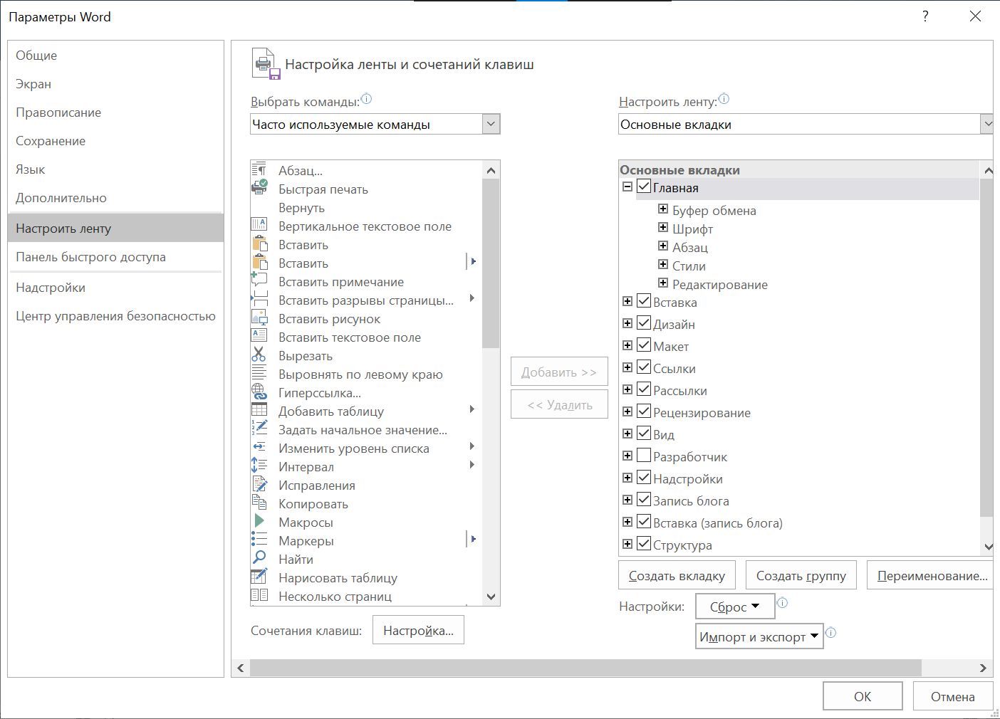 Параметры Word
?
Общие
Экран
Правописание
Сохранение
Язык
Дополнительно
Настроить ленту
Панель быстрого доступа
Надстройки
Центр управления безопасностью
Настройка ленты и сочетаний клавиш
Выбрать команды:
Часто используемые команды
Абзац...
Быстрая печать
Вернуть
Вертикальное текстовое поле
Вставить
Вставить
Вставить примечание
Вставить разрывы страницы...
Вставить рисунок
Вставить текстовое поле
Вырезать
Выровнять по левому краю
Гиперссылка...
Добавить таблицу
Задать начальное значение...
Изменить уровень списка
Интервал
Исправления
Копировать
Макросы
Маркеры
Найти
Нарисовать таблицу
Несколько страниц
Сочетания клавиш:
Настройка...
Добавить >>
<< Удалить
Настроить ленту:
Основные вкладки
Основные вкладки
Главная
Буфер обмена
Шрифт
Абзац
Стили
Редактирование
Вставка
Дизайн
Макет
Ссылки
Рассылки
Рецензирование
Вид
Разработчик
Надстройки
Запись блога
Вставка (запись блога)
Структура
Создать вкладку
Создать группу
Переименование...
Настройки:
Сброс
Импорт и экспорт
ОК
Отмена